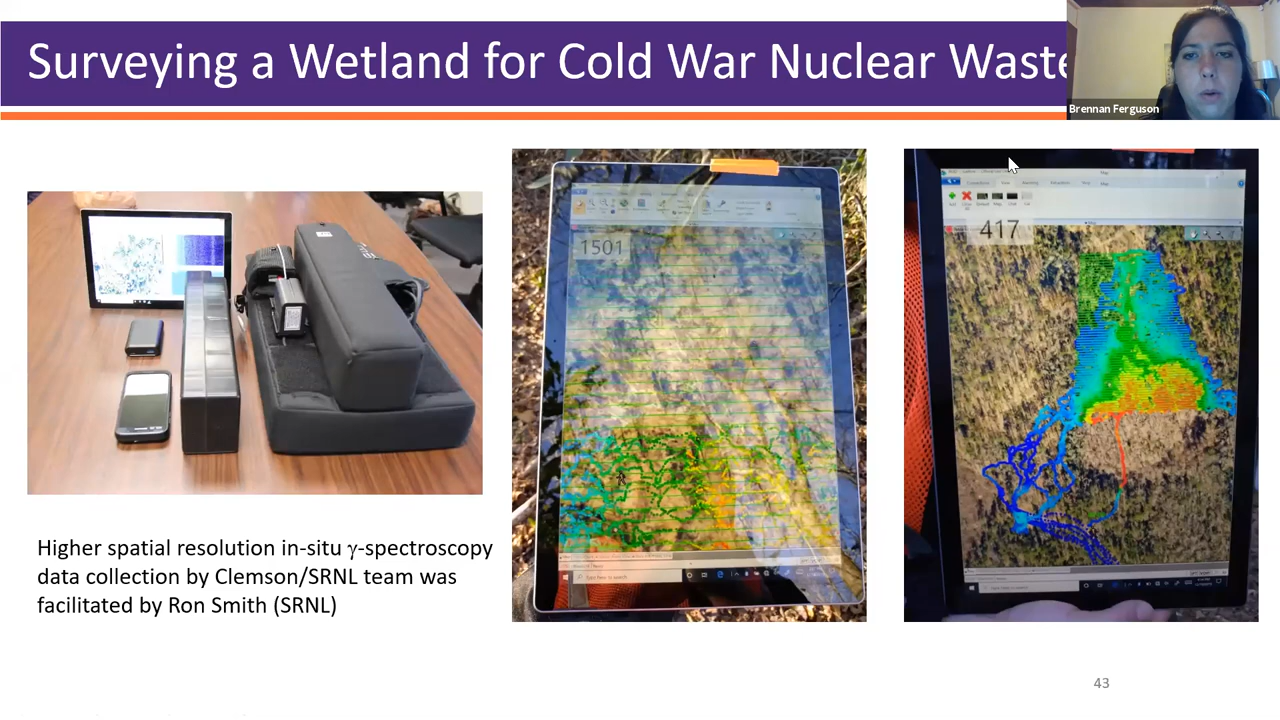 Surveying a Wetland for Cold War Nuclear Waste
Brennan Ferguson
1501
417
Higher spatial resolution in-situ γ-spectroscopy
data collection by Clemson/SRNL team was
facilitated by Ron Smith (SRNL)
43